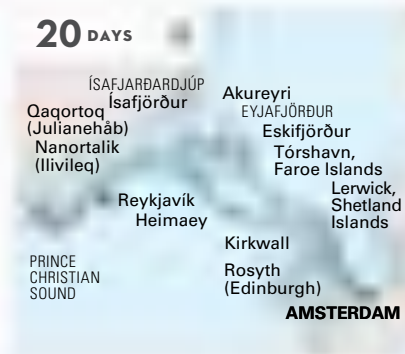 20 DAYS
ÍSAFJARÐARDJÚP
Ísafjörður
Qaqortoq
(Julianehåb)
Nanortalik
(llivileq)
Akureyri
EYJAFJÖRÐUR
Eskifjörður
Tórshavn,
Faroe Islands
Lerwick,
Shetland
Islands
Reykjavík
Heimaey
Kirkwall
PRINCE
CHRISTIAN
SOUND
Rosyth
(Edinburgh)
AMSTERDAM